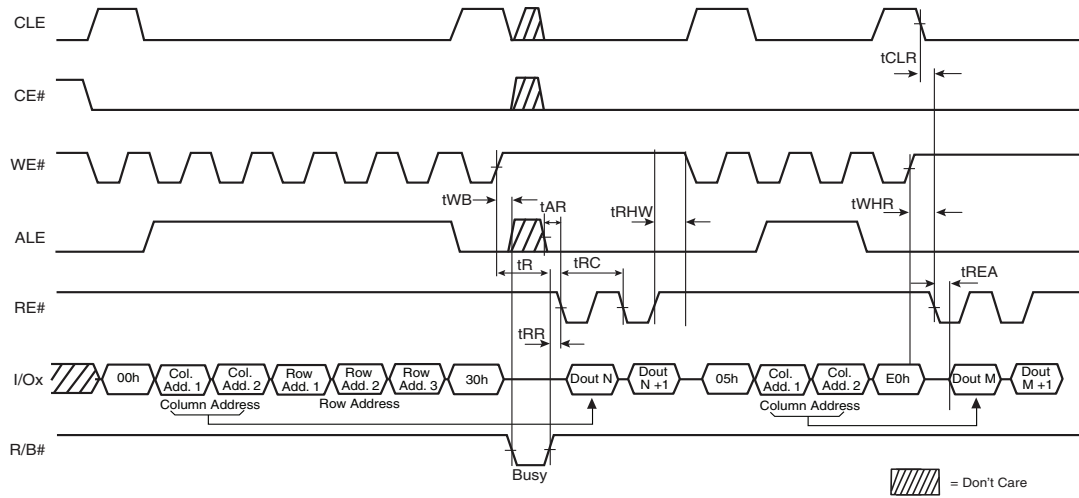 CLE
tCLR
CE#
WE#
tWB
tAR
tRHW
tWHR
ALE
tR
tRC
tREA
RE#
tRR
I/Ox
00h
Col. Add. 1
Col. Add. 2
Row Add. 1
Row Add. 2
Row Add. 3
30h
Dout N
Dout N +1
05h
Col. Add. 1
Col. Add. 2
E0h
Dout M
Dout M +1
Column Address
Row Address
Column Address
R/B#
Busy
= Don't Care